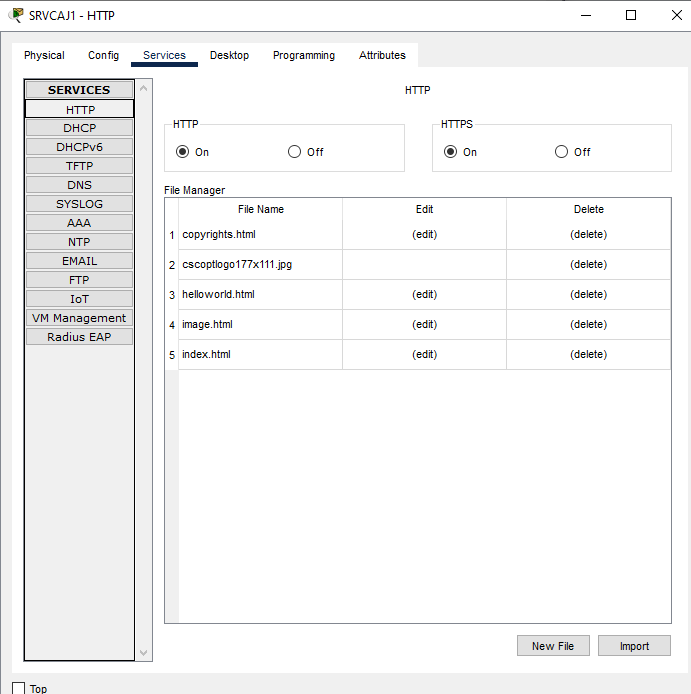 SRVCAJ1 - HTTP
Physical Config Services Desktop Programming Attributes
SERVICES
HTTP
DHCP
DHCPv6
TFTP
DNS
SYSLOG
AAA
NTP
EMAIL
FTP
IoT
VM Management
Radius EAP
HTTP
HTTP
On Off
HTTPS
On Off
File Manager
File Name Edit Delete
1 copyrights.html (edit) (delete)
2 cscoptlogo177x111.jpg (delete)
3 helloworld.html (edit) (delete)
4 image.html (edit) (delete)
5 index.html (edit) (delete)
New File Import
Top